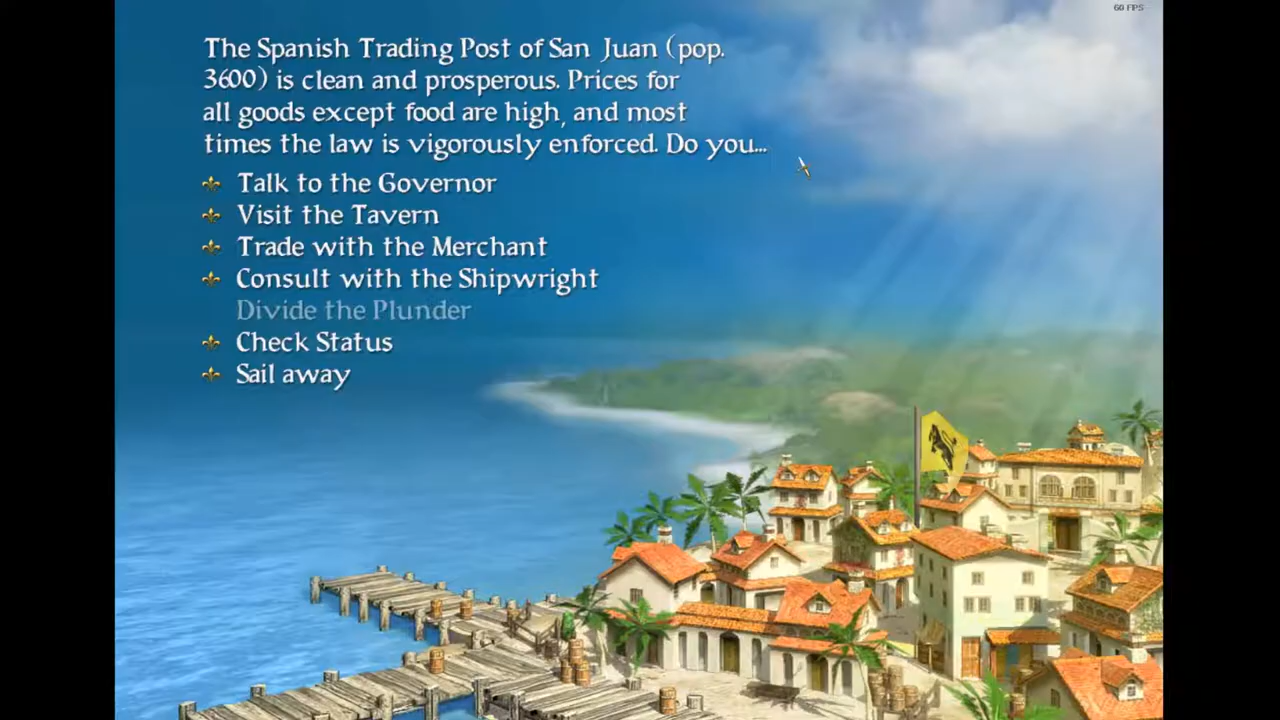 60 FPS
The Spanish Trading Post of San Juan (pop.
3600) is clean and prosperous. Prices for
all goods except food are high, and most
times the law is vigorously enforced. Do you...
Talk to the Governor
Visit the Tavern
Trade with the Merchant
Consult with the Shipwright
Divide the Plunder
Check Status
Sail away